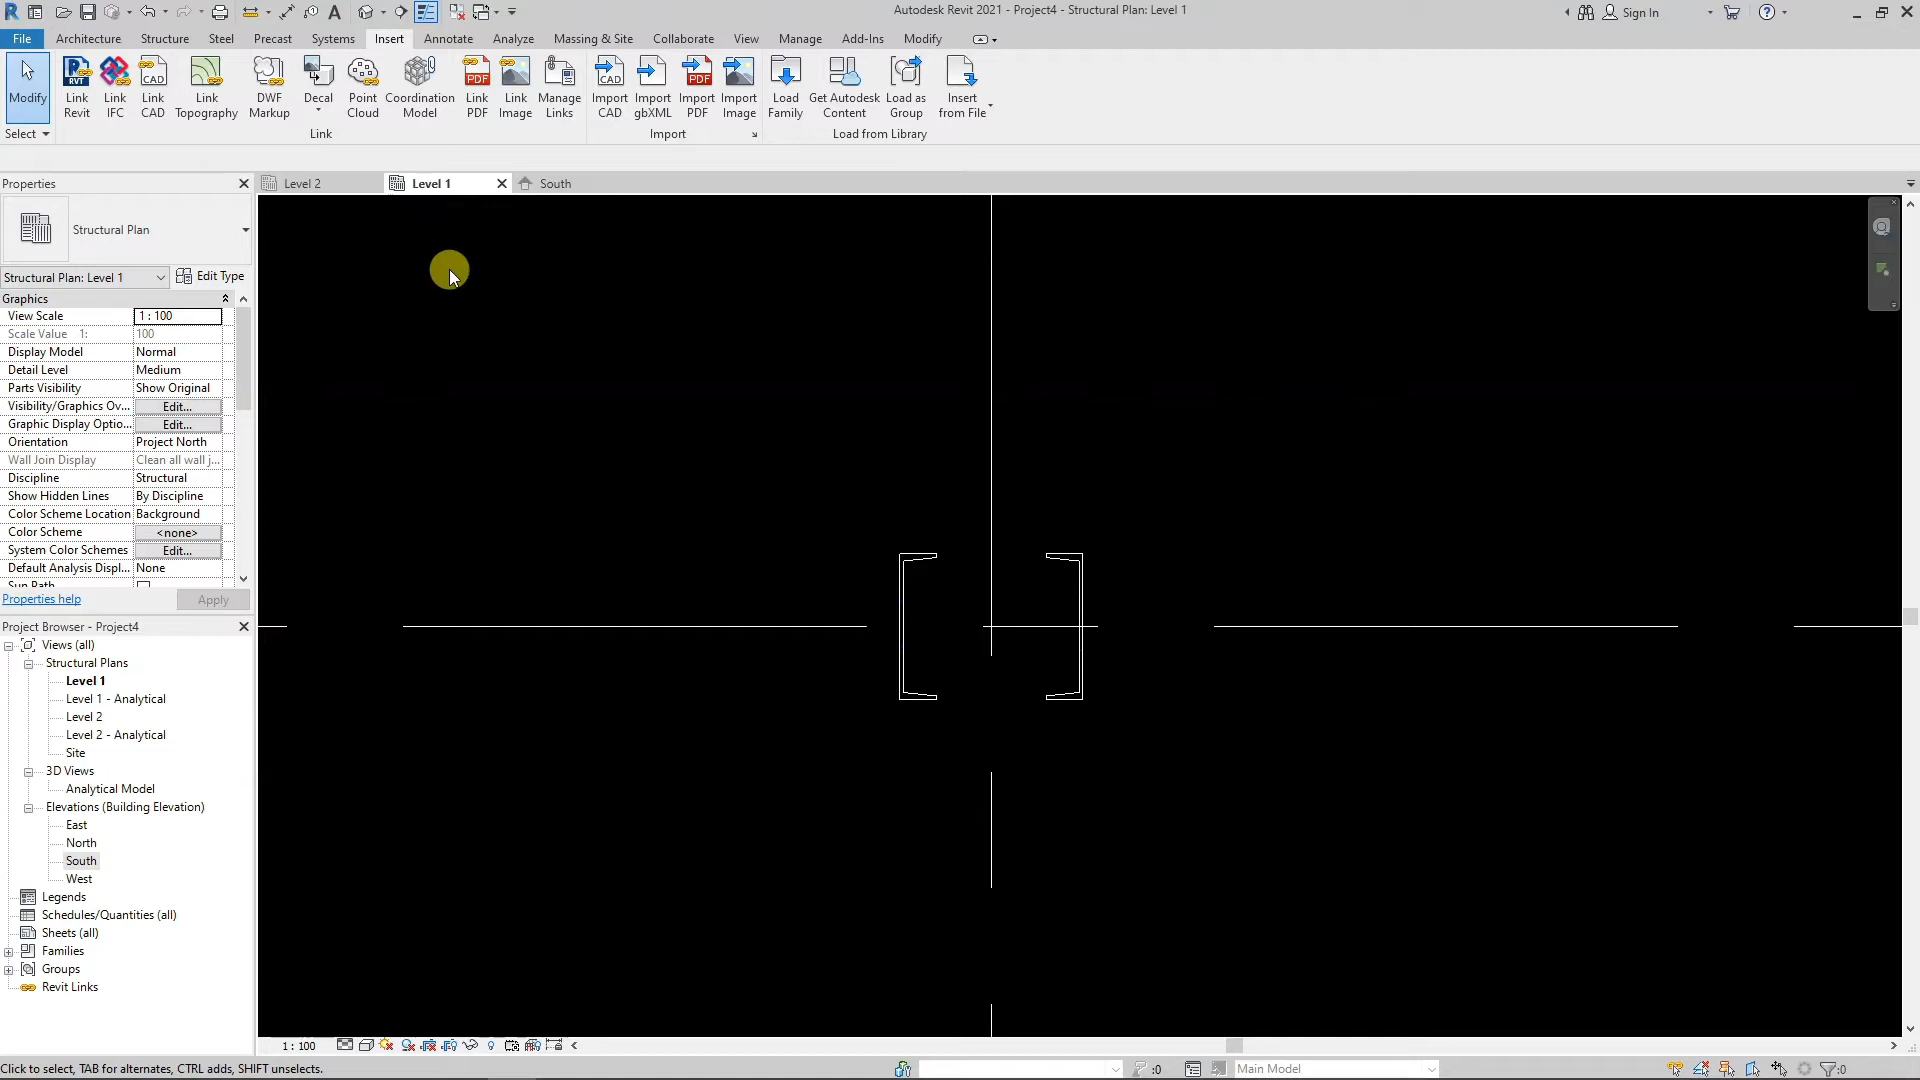 Autodesk Revit 2021 - Project4 - Structural Plan: Level 1
Sign In
File
Architecture
Structure
Steel
Precast
Systems
Insert
Annotate
Analyze
Massing & Site
Collaborate
View
Manage
Add-Ins
Modify
Modify
Link
Revit
Link
IFC
Link
CAD
Link
Topography
DWF
Markup
Decal
Point
Cloud
Coordination
Model
Link
PDF
Link
Image
Manage
Links
Import
CAD
Import
gbXML
Import
PDF
Import
Image
Load
Family
Get Autodesk
Content
Load as
Group
Insert
from File
Select
Link
Import
Load from Library
Properties
Level 2
Level 1
South
Structural Plan
Structural Plan: Level 1
Edit Type
Graphics
View Scale 1 : 100
Scale Value 1: 100
Display Model Normal
Detail Level Medium
Parts Visibility Show Original
Visibility/Graphics Ov... Edit...
Graphic Display Optio... Edit...
Orientation Project North
Wall Join Display Clean all wall j...
Discipline Structural
Show Hidden Lines By Discipline
Color Scheme Location Background
Color Scheme <none>
System Color Schemes Edit...
Default Analysis Displ... None
Sun Path
Properties help
Apply
Project Browser - Project4
Views (all)
Structural Plans
Level 1
Level 1 - Analytical
Level 2
Level 2 - Analytical
Site
3D Views
Analytical Model
Elevations (Building Elevation)
East
North
South
West
Legends
Schedules/Quantities (all)
Sheets (all)
Families
Groups
Revit Links
1 : 100
Click to select, TAB for alternates, CTRL adds, SHIFT unselects.
:0
Main Model
:0